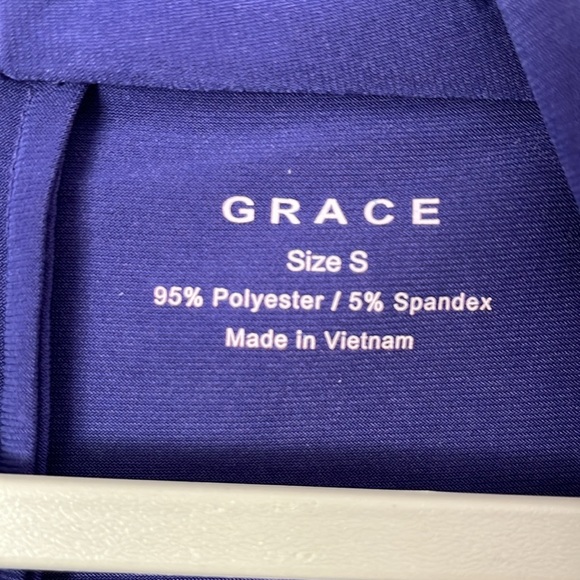 GRACE
Size S
95% Polyester / 5% Spandex
Made in Vietnam